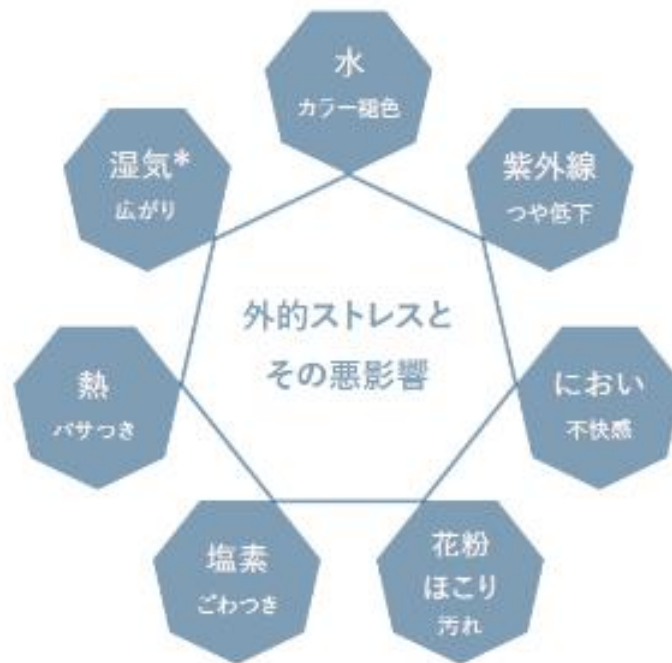 水
カラー褪色
紫外線
つや低下
におい
不快感
花粉
ほこり
汚れ
塩素
ごわつき
熱
パサつき
湿気*
広がり
外的ストレスと
その悪影響